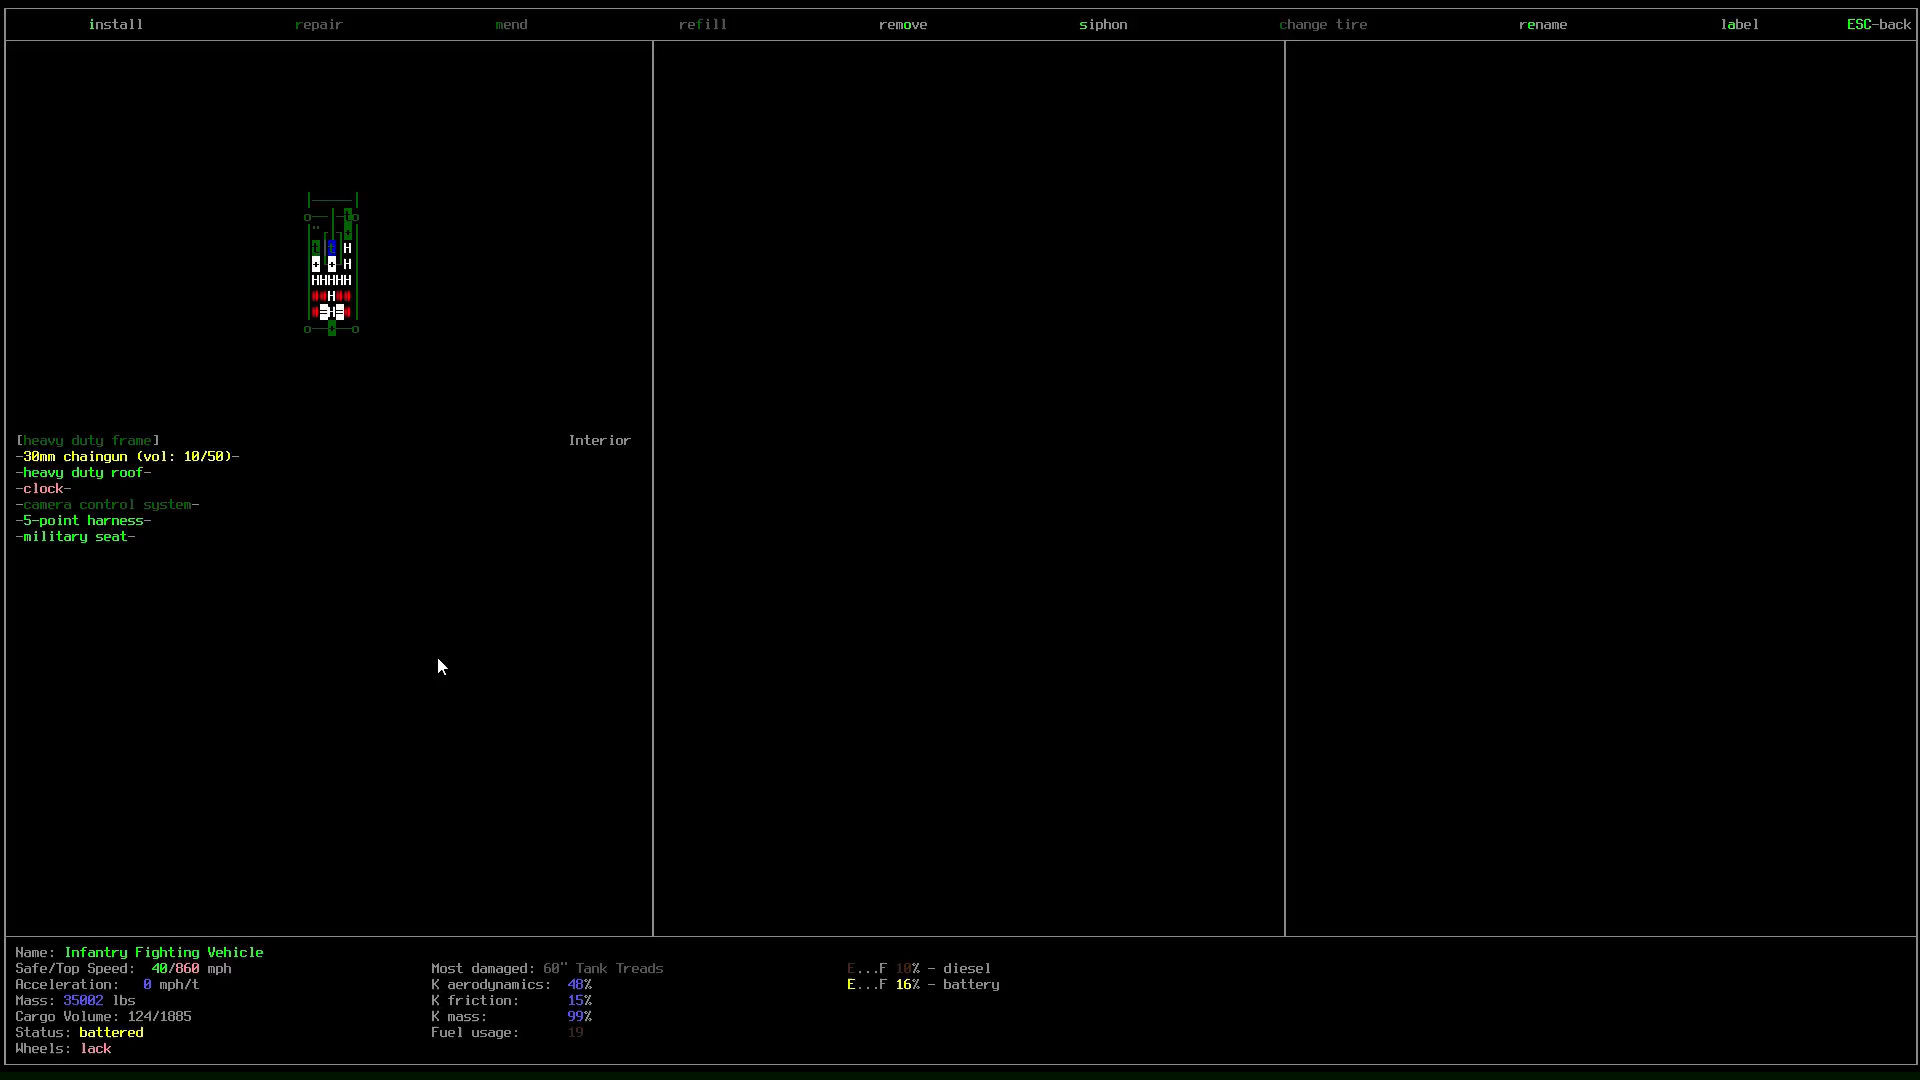 install repair mend refill remove siphon change tire rename label ESC-back
HHHHH
[heavy duty frame] Interior
-30mm chaingun (vol: 10/50)-
-heavy duty roof-
-clock-
-camera control system-
-5-point harness-
-military seat-
Name: Infantry Fighting Vehicle
Safe/Top Speed: 40/860 mph Most damaged: 60" Tank Treads E...F 10% - diesel
Acceleration: 0 mph/t K aerodynamics: 48% E...F 16% - battery
Mass: 35002 lbs K friction: 15%
Cargo Volume: 124/1885 K mass: 99%
Status: battered Fuel usage: 19
Wheels: lack